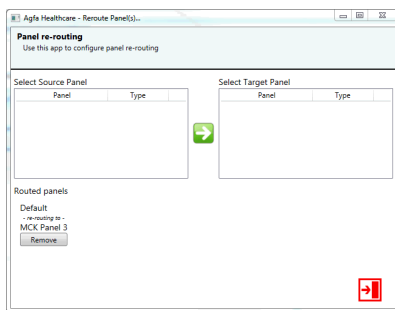 Agfa Healthcare - Reroute Panel(s)...
Panel re-routing
Use this app to configure panel re-routing
Select Source Panel
Select Target Panel
Panel Type
Panel Type
Routed panels
Default
- re-routing to -
MCK Panel 3
Remove